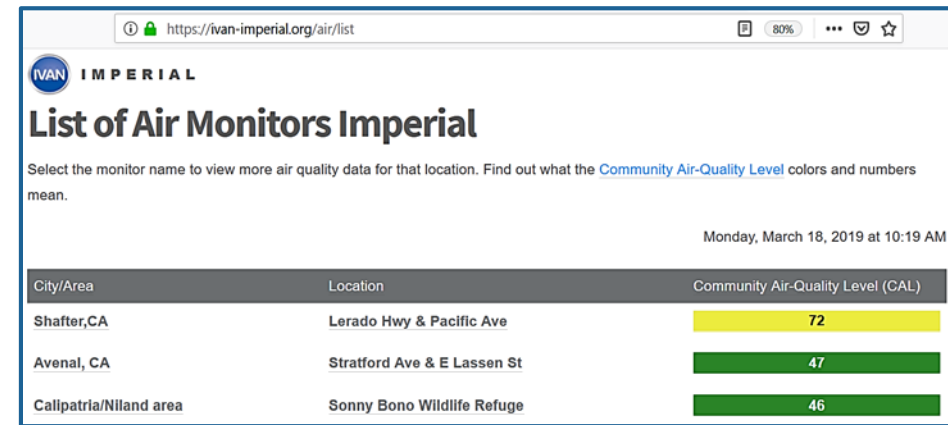 https://ivan-imperial.org/air/list 80%
IVAN IMPERIAL
List of Air Monitors Imperial
Select the monitor name to view more air quality data for that location. Find out what the Community Air-Quality Level colors and numbers
mean.
Monday, March 18, 2019 at 10:19 AM
City/Area Location Community Air-Quality Level (CAL)
Shafter,CA Lerado Hwy & Pacific Ave 72
Avenal, CA Stratford Ave & E Lassen St 47
Calipatria/Niland area Sonny Bono Wildlife Refuge 46